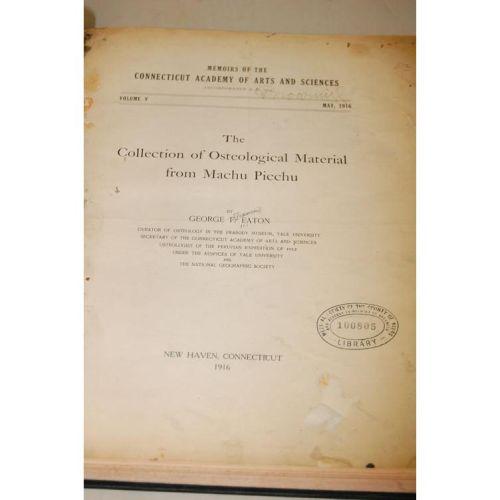 MEMOIRS OF THE
CONNECTICUT ACADEMY OF ARTS AND SCIENCES
VOLUME V
MAY, 1916
The
Collection of Osteological Material
from Machu Picchu
BY
GEORGE F. EATON
CURATOR OF OSTEOLOGY IN THE PEABODY MUSEUM, YALE UNIVERSITY
SECRETARY OF THE CONNECTICUT ACADEMY OF ARTS AND SCIENCES
OSTEOLOGIST OF THE PERUVIAN EXPEDITION OF 1912
UNDER THE AUSPICES OF YALE UNIVERSITY
AND
THE NATIONAL GEOGRAPHIC SOCIETY
100805
LIBRARY
NEW HAVEN, CONNECTICUT
1916